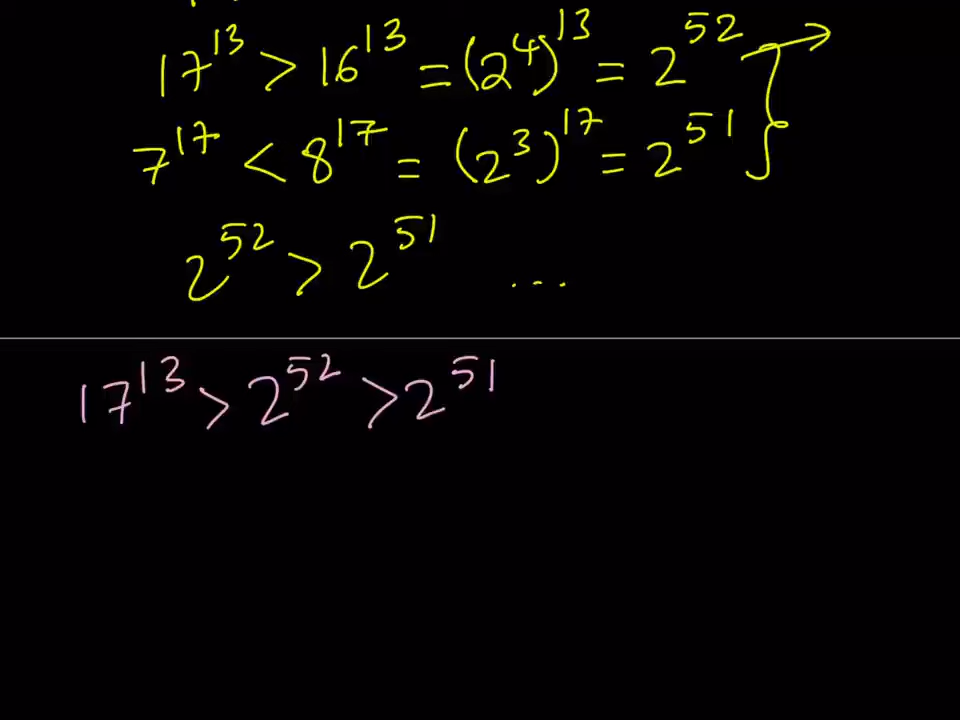 17^13 > 16^13 = (2^4)^13 = 2^52
7^17 < 8^17 = (2^3)^17 = 2^51
2^52 > 2^51 ...
17^13 > 2^52 > 2^51